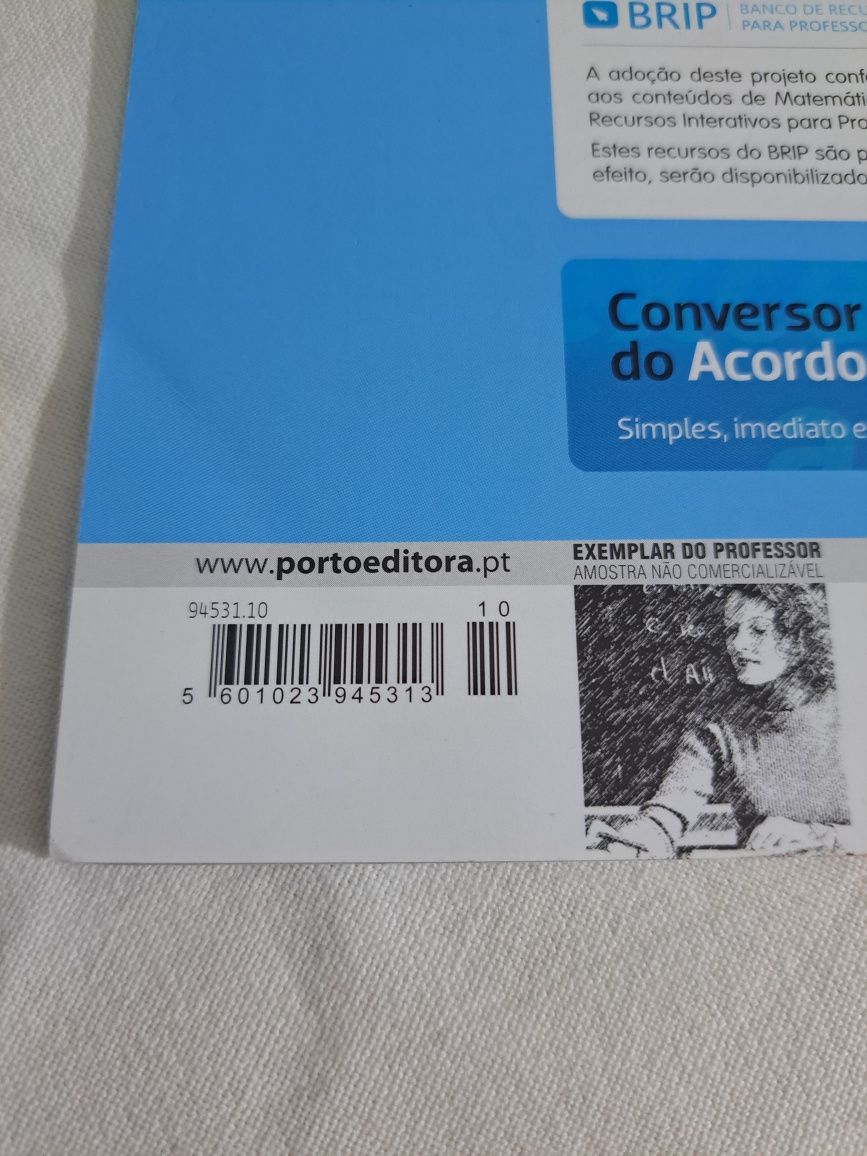 BRIP
BANCO DE RECU
PARA PROFESSO
A adoção deste projeto conf
aos conteúdos de Matemáti
Recursos Interativos para Pro
Estes recursos do BRIP são p
efeito, serão disponibilizado
Conversor
do Acordo
Simples, imediato e
www.portoeditora.pt
EXEMPLAR DO PROFESSOR
AMOSTRA NÃO COMERCIALIZÁVEL
94531.10
10
5 601023 945313